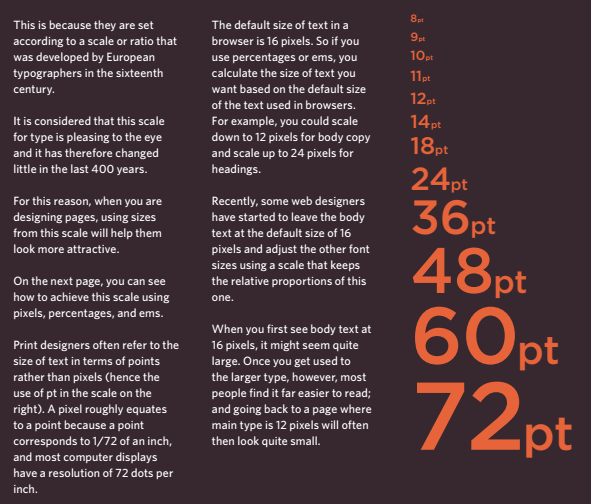 This is because they are set
according to a scale or ratio that
was developed by European
typographers in the sixteenth
century.
It is considered that this scale
for type is pleasing to the eye
and it has therefore changed
little in the last 400 years.
For this reason, when you are
designing pages, using sizes
from this scale will help them
look more attractive.
On the next page, you can see
how to achieve this scale using
pixels, percentages, and ems.
Print designers often refer to the
size of text in terms of points
rather than pixels (hence the
use of pt in the scale on the
right). A pixel roughly equates
to a point because a point
corresponds to 1/72 of an inch,
and most computer displays
have a resolution of 72 dots per
inch.
The default size of text in a
browser is 16 pixels. So if you
use percentages or ems, you
calculate the size of text you
want based on the default size
of the text used in browsers.
For example, you could scale
down to 12 pixels for body copy
and scale up to 24 pixels for
headings.
Recently, some web designers
have started to leave the body
text at the default size of 16
pixels and adjust the other font
sizes using a scale that keeps
the relative proportions of this
one.
When you first see body text at
16 pixels, it might seem quite
large. Once you get used to
the larger type, however, most
people find it far easier to read;
and going back to a page where
main type is 12 pixels will often
then look quite small.
8pt
9pt
10pt
11pt
12pt
14pt
18pt
24pt
36pt
48pt
60pt
72pt